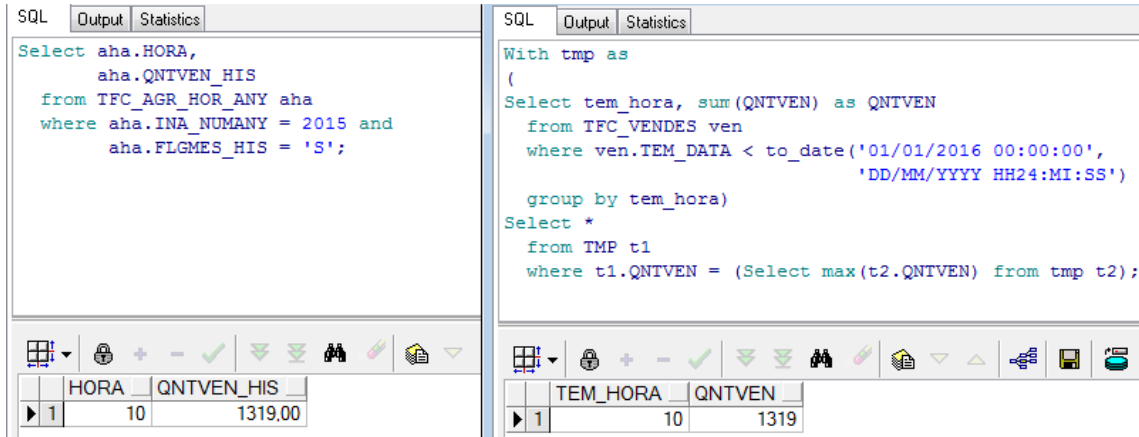 SQL Output Statistics
Select aha.HORA,
aha.QNTVEN_HIS
from TFC_AGR_HOR_ANY aha
where aha.INA_NUMANY = 2015 and
aha.FLGMES_HIS = 'S';
HORA QNTVEN_HIS
1 10 1319,00
SQL Output Statistics
With tmp as
(
Select tem_hora, sum(QNTVEN) as QNTVEN
from TFC_VENDES ven
where ven.TEM_DATA < to_date('01/01/2016 00:00:00',
'DD/MM/YYYY HH24:MI:SS')
group by tem_hora)
Select *
from TMP t1
where t1.QNTVEN = (Select max(t2.QNTVEN) from tmp t2);
TEM_HORA QNTVEN
1 10 1319